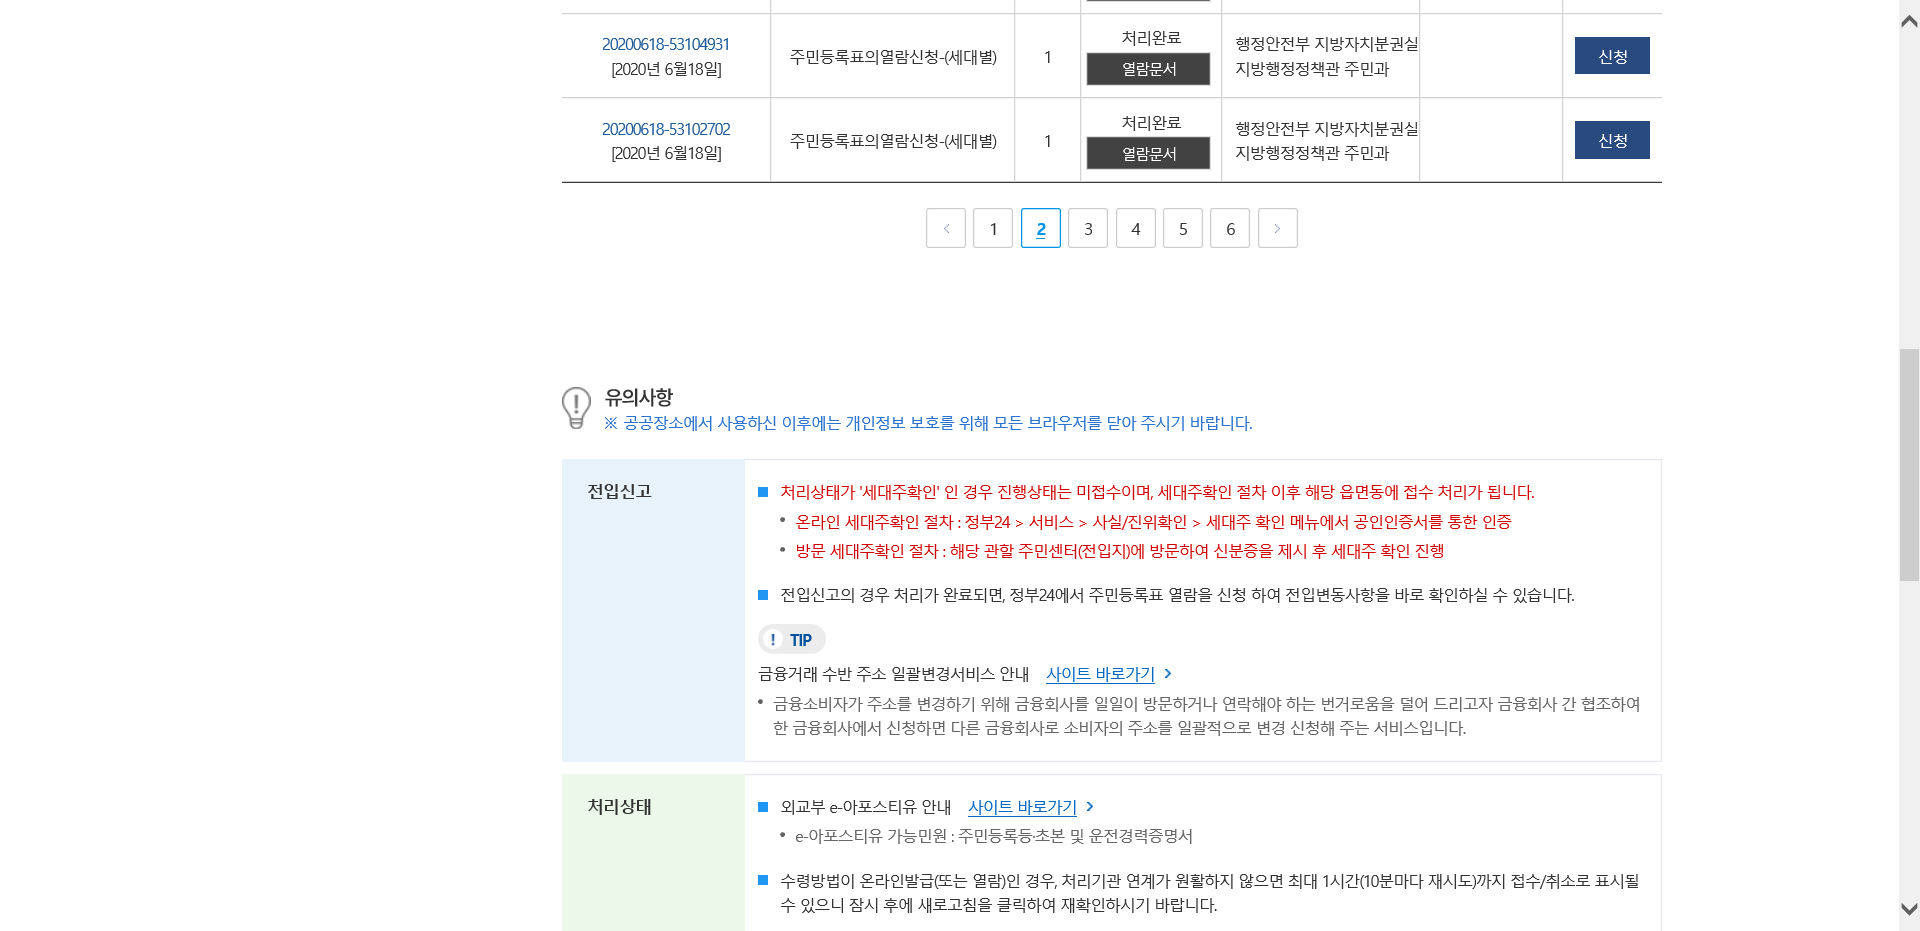 20200618-53104931
[2020년 6월18일]
주민등록표의열람신청-(세대별)
1
처리완료
열람문서
행정안전부 지방자치분권실
지방행정정책관 주민과
신청
20200618-53102702
[2020년 6월18일]
주민등록표의열람신청-(세대별)
1
처리완료
열람문서
행정안전부 지방자치분권실
지방행정정책관 주민과
신청
< 1 2 3 4 5 6 >
유의사항
※ 공공장소에서 사용하신 이후에는 개인정보 보호를 위해 모든 브라우저를 닫아 주시기 바랍니다.
전입신고
처리상태가 '세대주확인' 인 경우 진행상태는 미접수이며, 세대주확인 절차 이후 해당 읍면동에 접수 처리가 됩니다.
온라인 세대주확인 절차 : 정부24 > 서비스 > 사실/진위확인 > 세대주 확인 메뉴에서 공인인증서를 통한 인증
방문 세대주확인 절차 : 해당 관할 주민센터(전입지)에 방문하여 신분증을 제시 후 세대주 확인 진행
전입신고의 경우 처리가 완료되면, 정부24에서 주민등록표 열람을 신청 하여 전입변동사항을 바로 확인하실 수 있습니다.
! TIP
금융거래 수반 주소 일괄변경서비스 안내 사이트 바로가기 >
금융소비자가 주소를 변경하기 위해 금융회사를 일일이 방문하거나 연락해야 하는 번거로움을 덜어 드리고자 금융회사 간 협조하여
한 금융회사에서 신청하면 다른 금융회사로 소비자의 주소를 일괄적으로 변경 신청해 주는 서비스입니다.
처리상태
외교부 e-아포스티유 안내 사이트 바로가기 >
e-아포스티유 가능민원 : 주민등록등·초본 및 운전경력증명서
수령방법이 온라인발급(또는 열람)인 경우, 처리기관 연계가 원활하지 않으면 최대 1시간(10분마다 재시도)까지 접수/취소로 표시될
수 있으니 잠시 후에 새로고침을 클릭하여 재확인하시기 바랍니다.